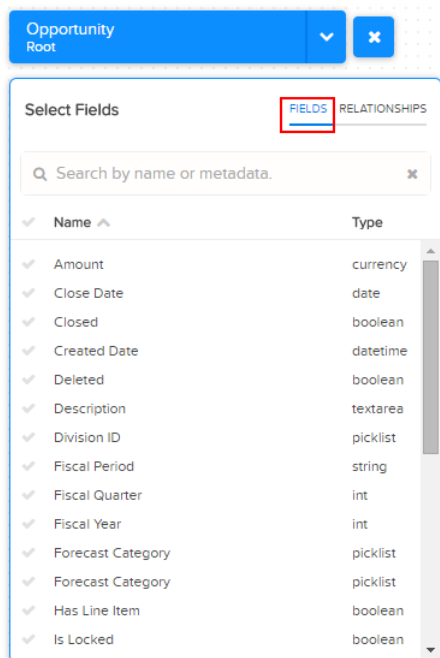 Opportunity
Root
Select Fields FIELDS RELATIONSHIPS
Search by name or metadata.
Name Type
Amount currency
Close Date date
Closed boolean
Created Date datetime
Deleted boolean
Description textarea
Division ID picklist
Fiscal Period string
Fiscal Quarter int
Fiscal Year int
Forecast Category picklist
Forecast Category picklist
Has Line Item boolean
Is Locked boolean